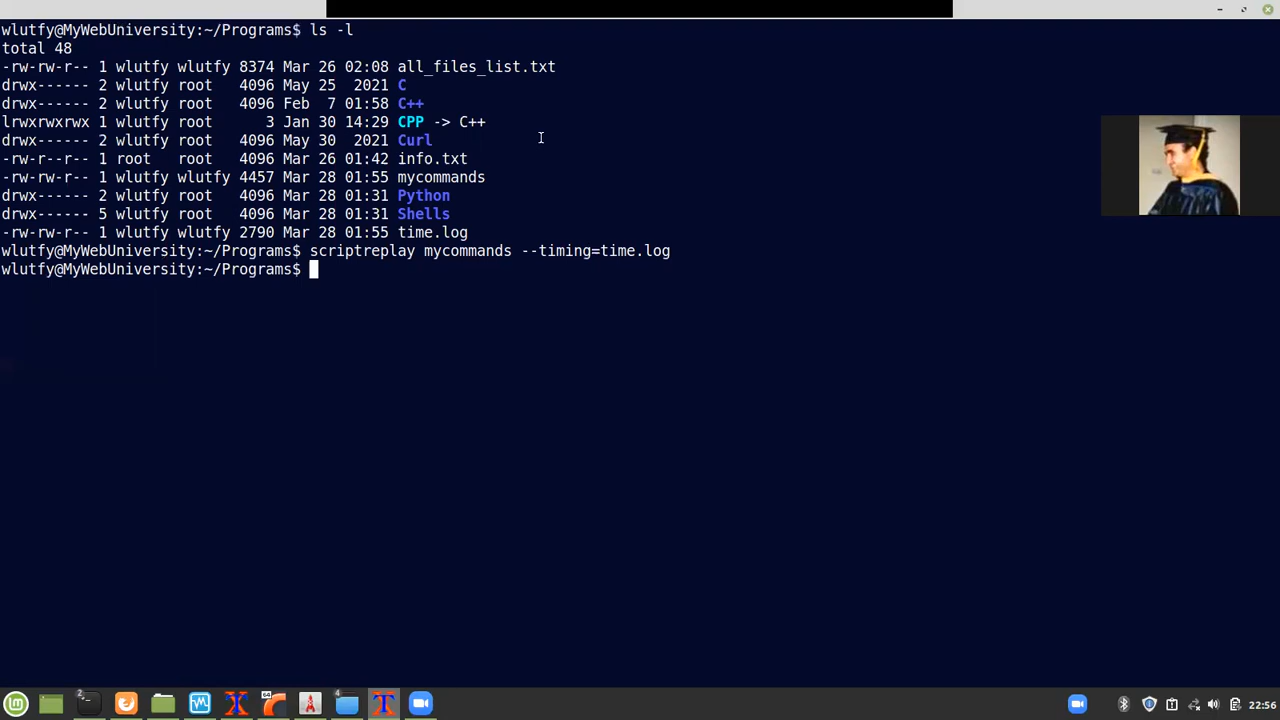 wlutfy@MyWebUniversity:~/Programs$ ls -l
total 48
-rw-rw-r-- 1 wlutfy wlutfy 8374 Mar 26 02:08 all_files_list.txt
drwx------ 2 wlutfy root   4096 May 25  2021 C
drwx------ 2 wlutfy root   4096 Feb  7 01:58 C++
lrwxrwxrwx 1 wlutfy root      3 Jan 30 14:29 CPP -> C++
drwx------ 2 wlutfy root   4096 May 30  2021 Curl
-rw-r--r-- 1 root   root   4096 Mar 26 01:42 info.txt
-rw-rw-r-- 1 wlutfy wlutfy 4457 Mar 28 01:55 mycommands
drwx------ 2 wlutfy root   4096 Mar 28 01:31 Python
drwx------ 5 wlutfy root   4096 Mar 28 01:31 Shells
-rw-rw-r-- 1 wlutfy wlutfy 2790 Mar 28 01:55 time.log
wlutfy@MyWebUniversity:~/Programs$ scriptreplay mycommands --timing=time.log
wlutfy@MyWebUniversity:~/Programs$
2 64 4 T 22:56